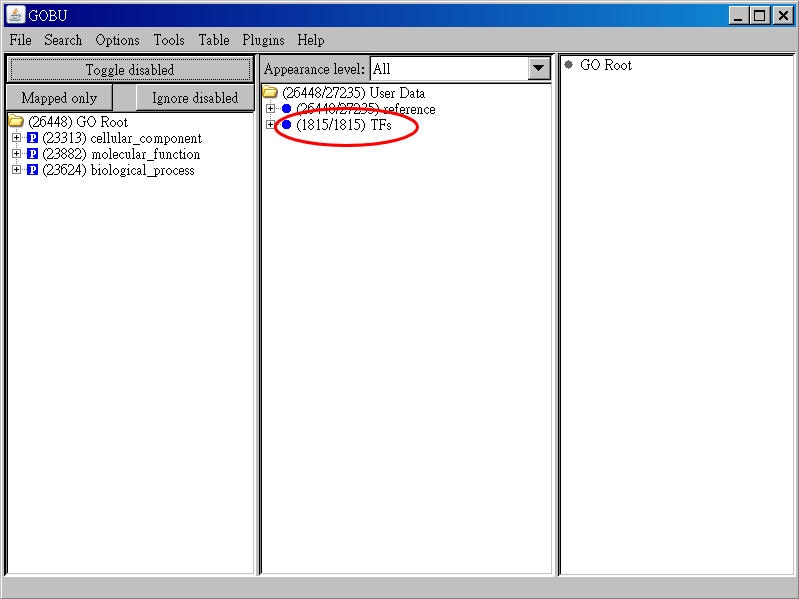 GOBU
File Search Options Tools Table Plugins Help
Toggle disabled
Mapped only Ignore disabled
(26448) GO Root
P (23313) cellular_component
P (23882) molecular_function
P (23624) biological_process
Appearance level: All
(26448/27235) User Data
(26448/27235) reference
(1815/1815) TFs
GO Root